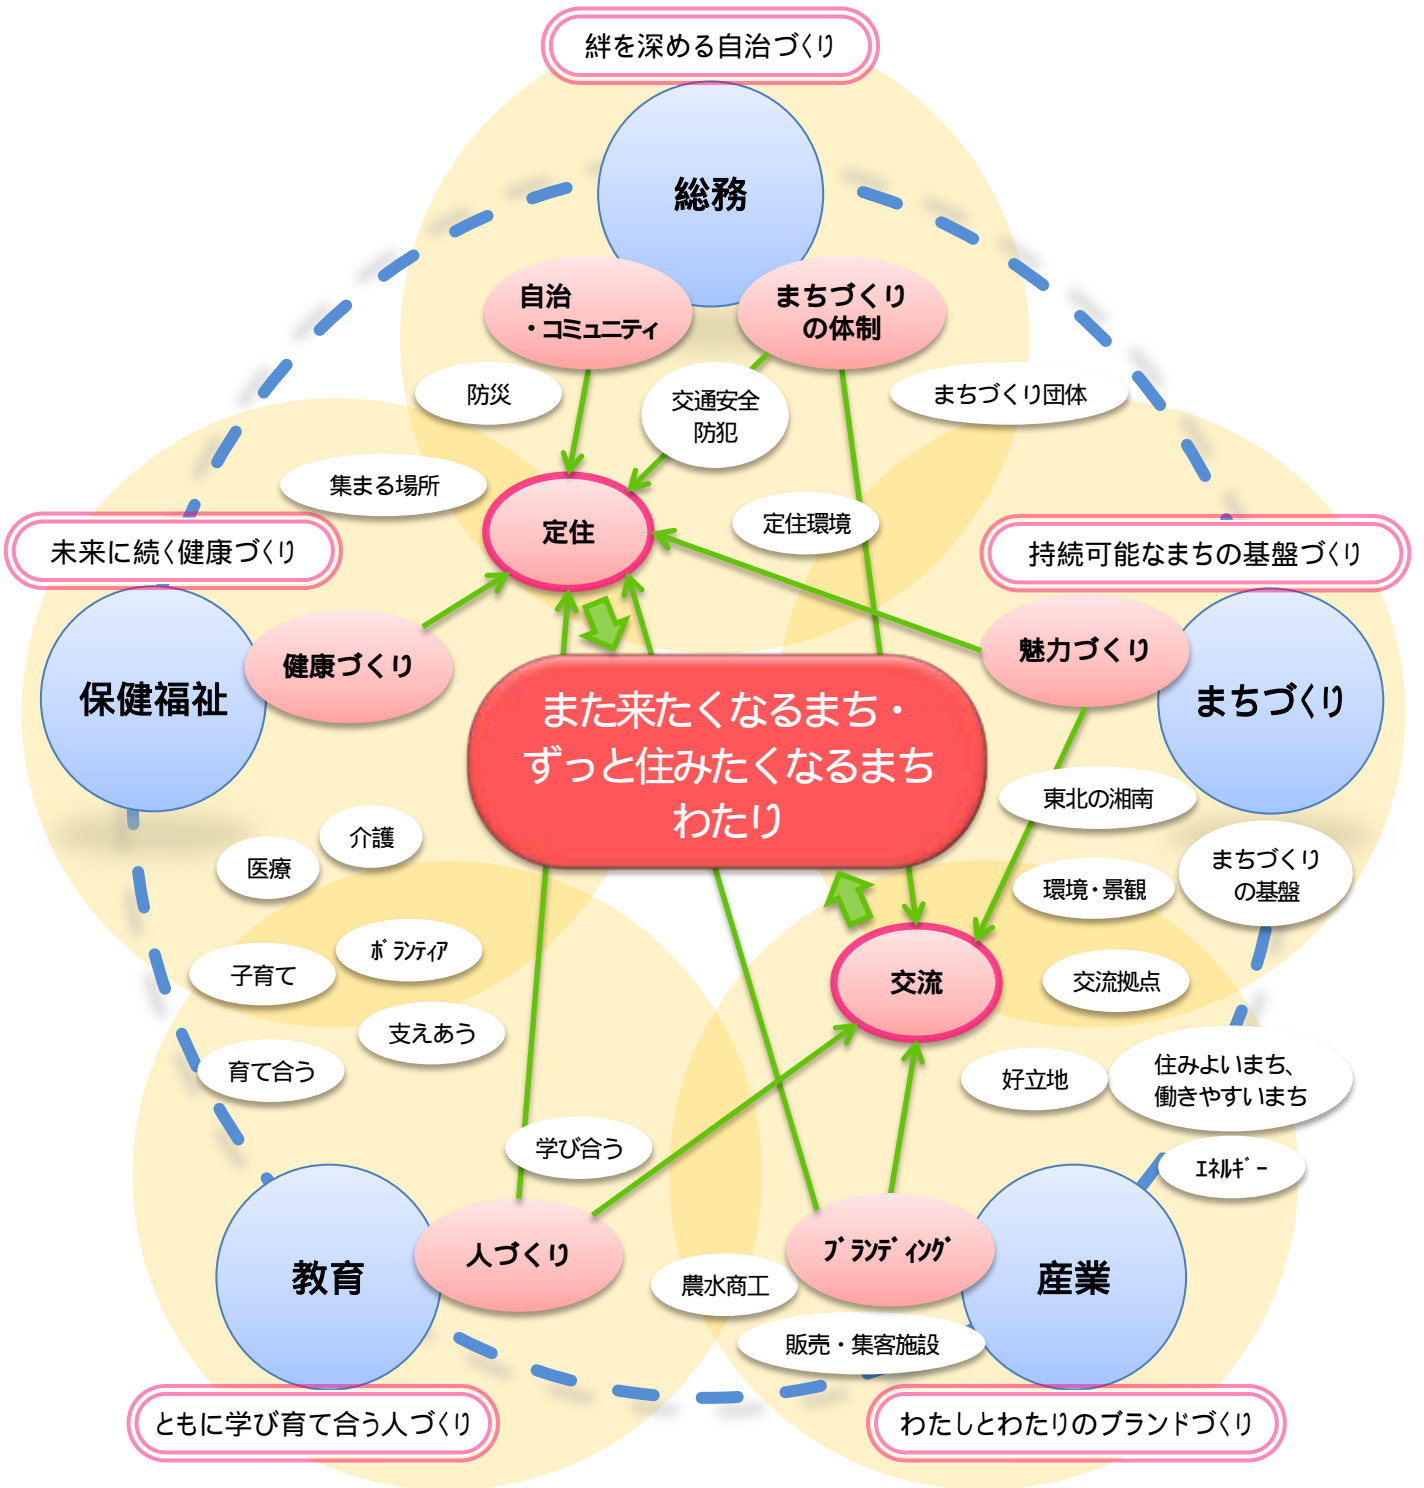 絆を深める自治づくり
総務
自治
・コミュニティ
まちづくり
の体制
防災
交通安全
防犯
まちづくり団体
集まる場所
定住
定住環境
未来に続く健康づくり
持続可能なまちの基盤づくり
保健福祉
健康づくり
魅力づくり
まちづくり
また来たくなるまち・
ずっと住みたくなるまち
わたり
東北の湘南
介護
医療
環境・景観
まちづくり
の基盤
ボランティア
子育て
交流
交流拠点
支えあう
育て合う
好立地
住みよいまち、
働きやすいまち
学び合う
エネルギー
教育
人づくり
ブランディング
産業
農水商工
販売・集客施設
ともに学び育て合う人づくり
わたしとわたりのブランドづくり